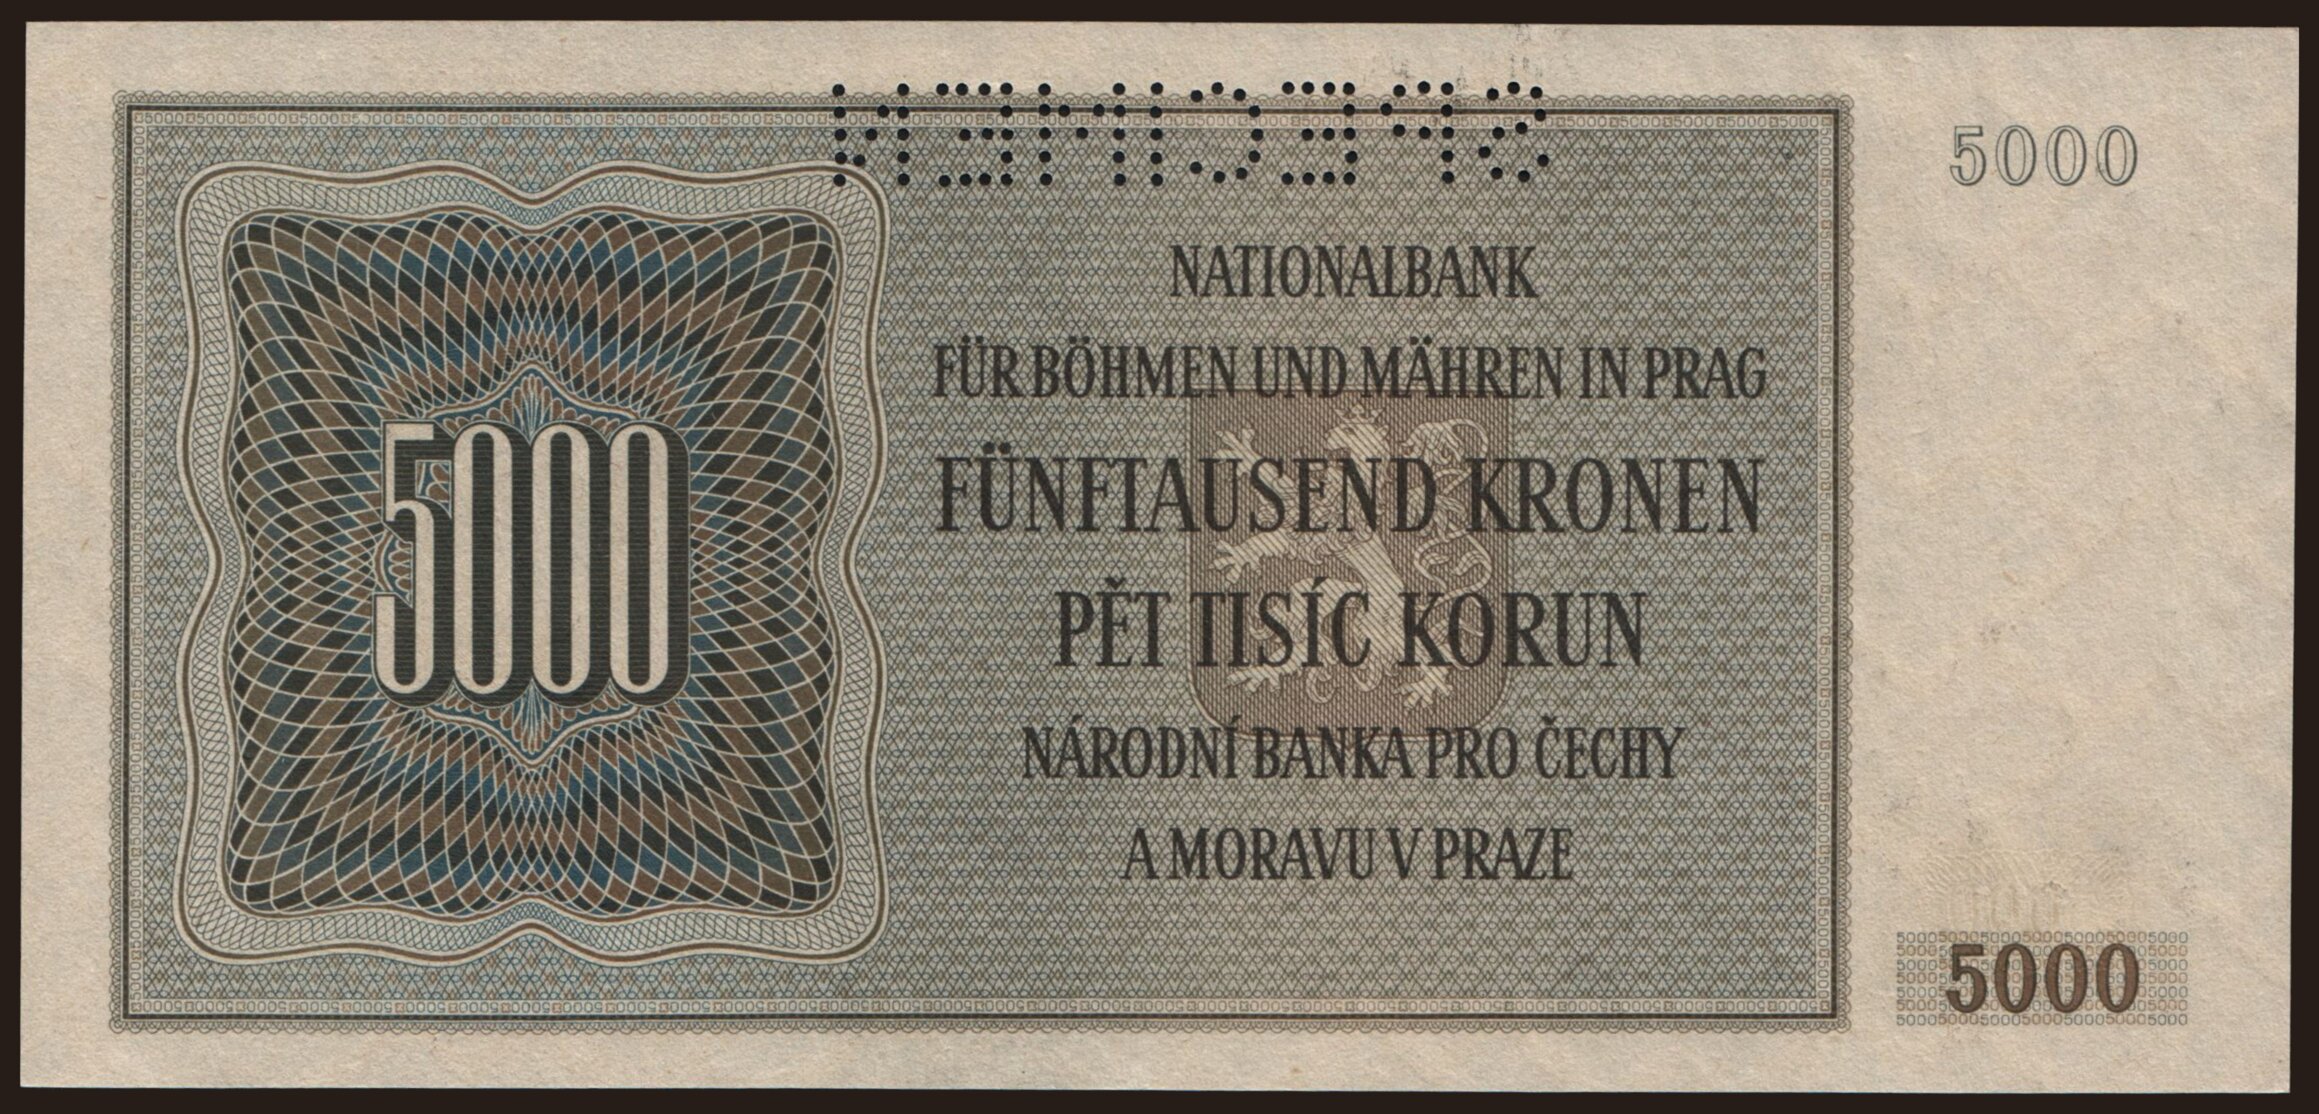 SPECIMEN
5000
NATIONALBANK
FÜR BÖHMEN UND MÄHREN IN PRAG
FÜNFTAUSEND KRONEN
5000
PĚT TISÍC KORUN
NÁRODNÍ BANKA PRO ČECHY
A MORAVU V PRAZE
5000